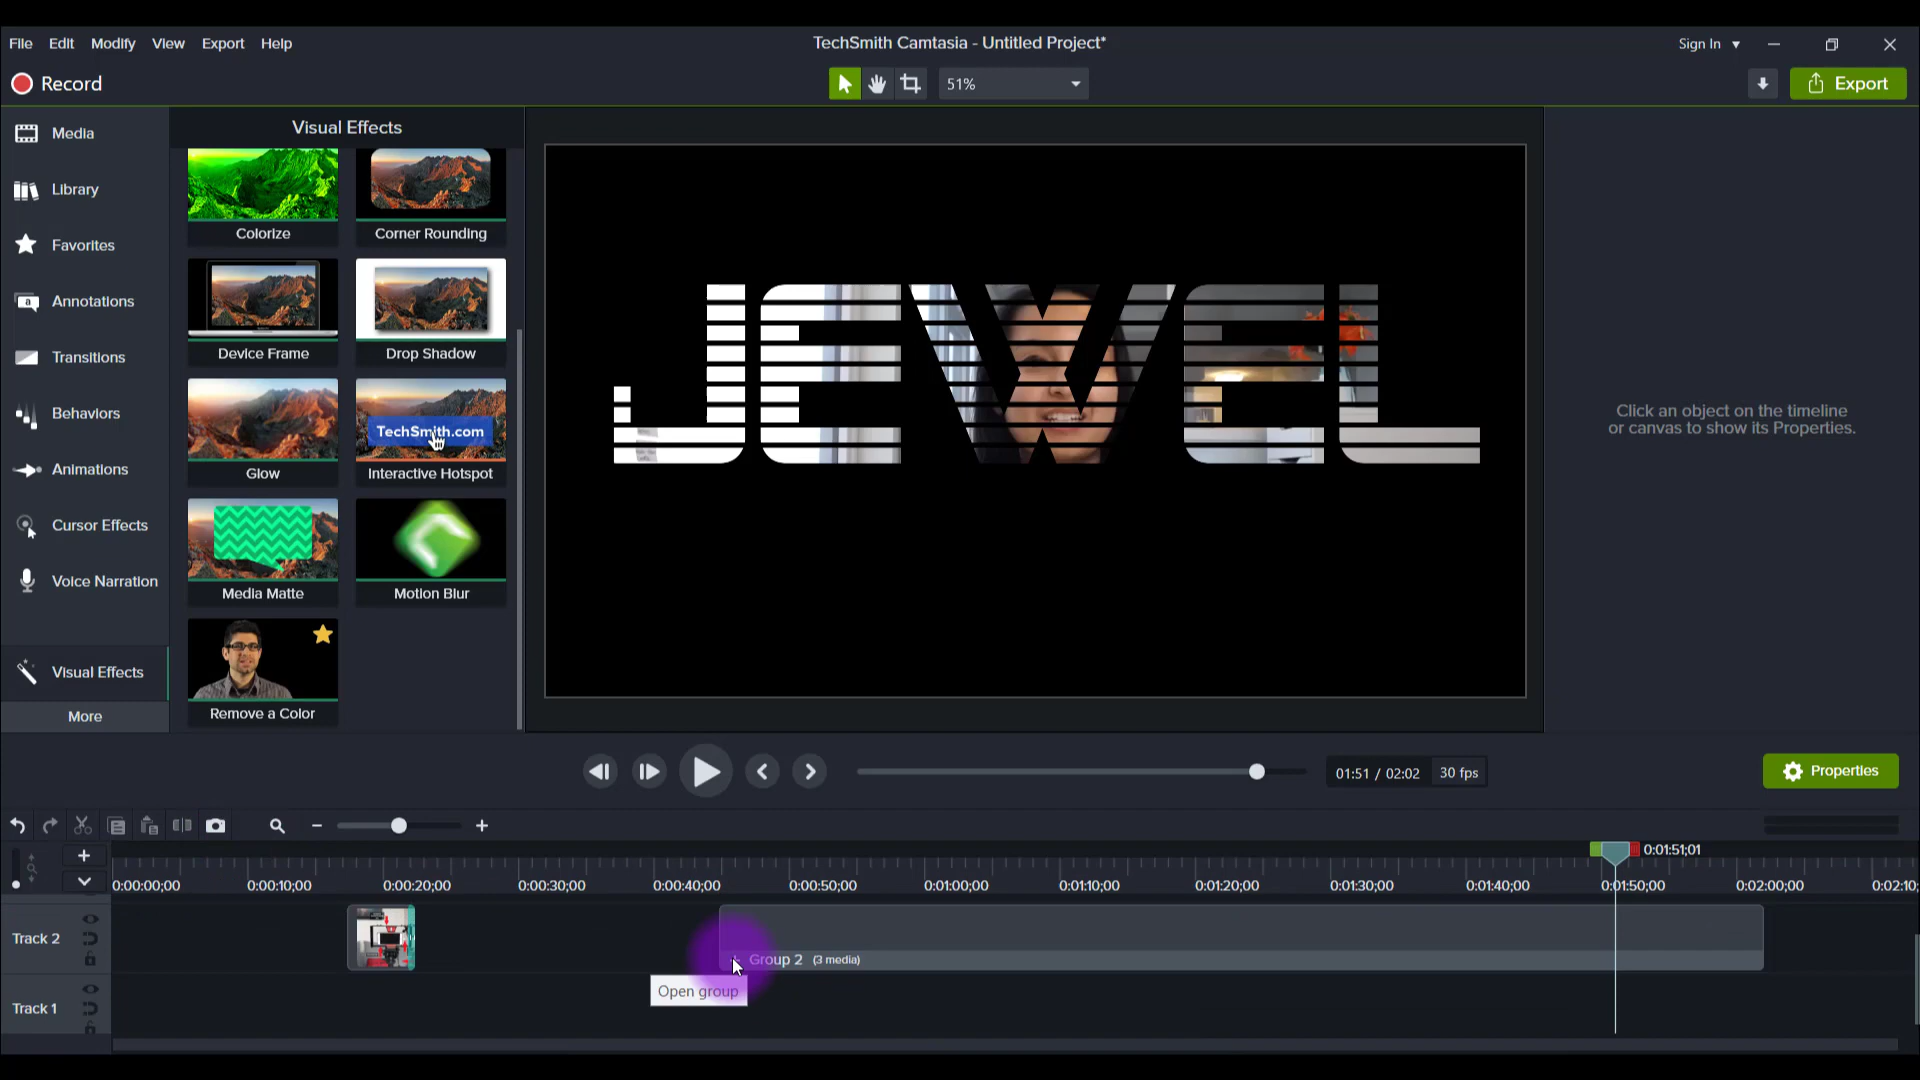 File Edit Modify View Export Help
TechSmith Camtasia - Untitled Project*
Sign In
Record
51%
Export
Media
Library
Favorites
Annotations
Transitions
Behaviors
Animations
Cursor Effects
Voice Narration
Visual Effects
More
Visual Effects
Colorize
Corner Rounding
Device Frame
Drop Shadow
TechSmith.com
Glow
Interactive Hotspot
Media Matte
Motion Blur
Remove a Color
JEWEL
Click an object on the timeline
or canvas to show its Properties.
01:51 / 02:02
30 fps
Properties
0:01:51;01
0:00:00;00 0:00:10;00 0:00:20;00 0:00:30;00 0:00:40;00 0:00:50;00 0:01:00;00 0:01:10;00 0:01:20;00 0:01:30;00 0:01:40;00 0:01:50;00 0:02:00;00 0:02:10;
Track 2
Group 2 (3 media)
Open group
Track 1